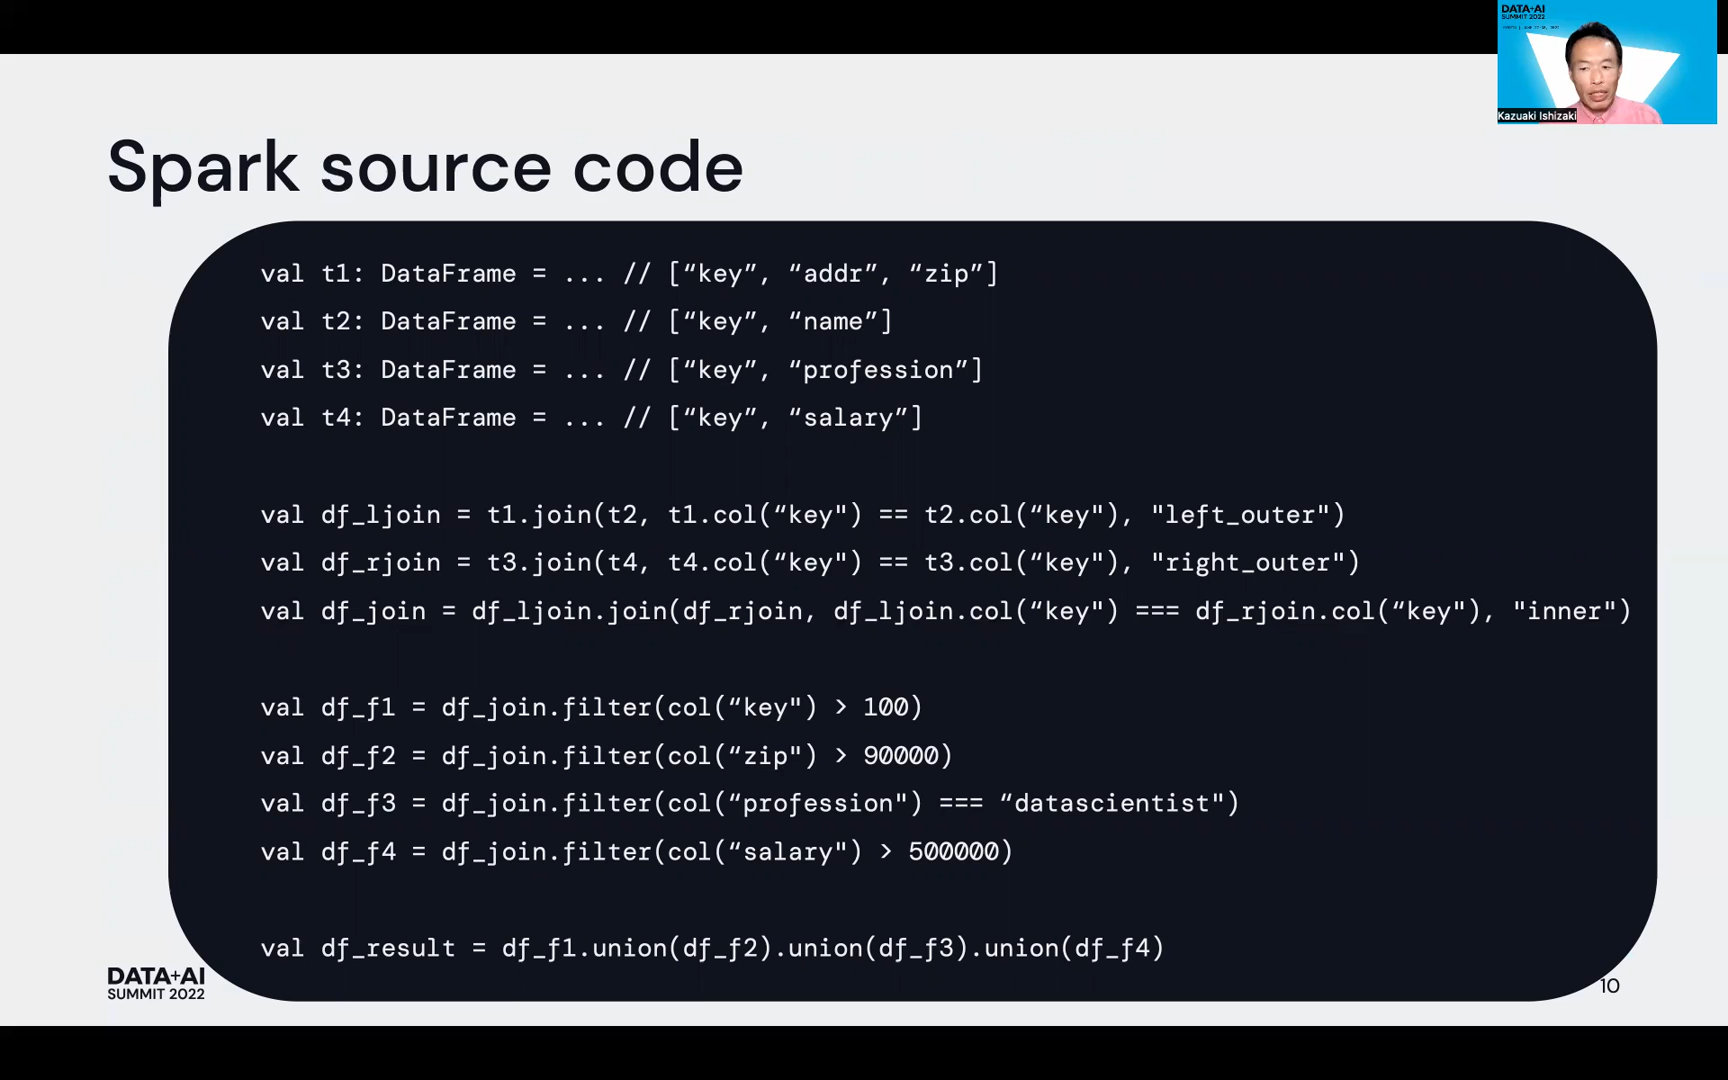 DATA+AI
SUMMIT 2022
Kazuaki Ishizaki
Spark source code
val t1: DataFrame = ... // [“key”, “addr”, “zip”]
val t2: DataFrame = ... // [“key”, “name”]
val t3: DataFrame = ... // [“key”, “profession”]
val t4: DataFrame = ... // [“key”, “salary”]
val df_ljoin = t1.join(t2, t1.col(“key") == t2.col(“key"), "left_outer")
val df_rjoin = t3.join(t4, t4.col(“key") == t3.col(“key"), "right_outer")
val df_join = df_ljoin.join(df_rjoin, df_ljoin.col(“key") === df_rjoin.col(“key"), "inner")
val df_f1 = df_join.filter(col(“key") > 100)
val df_f2 = df_join.filter(col(“zip") > 90000)
val df_f3 = df_join.filter(col(“profession") === “datascientist")
val df_f4 = df_join.filter(col(“salary") > 500000)
val df_result = df_f1.union(df_f2).union(df_f3).union(df_f4)
DATA+AI
SUMMIT 2022
10